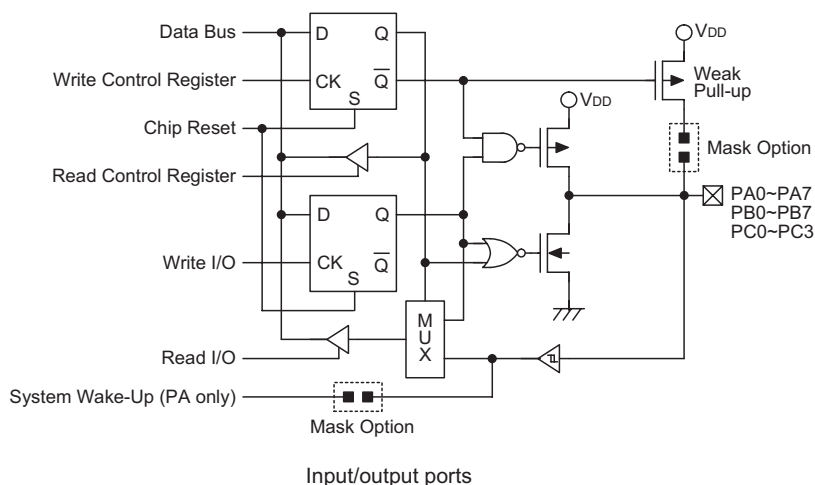 Data Bus
Write Control Register
Chip Reset
Read Control Register
Write I/O
Read I/O
System Wake-Up (PA only)
D Q
CK Q
S
D Q
CK Q
S
M
U
X
VDD
VDD
Weak
Pull-up
Mask Option
PA0~PA7
PB0~PB7
PC0~PC3
Mask Option
Input/output ports